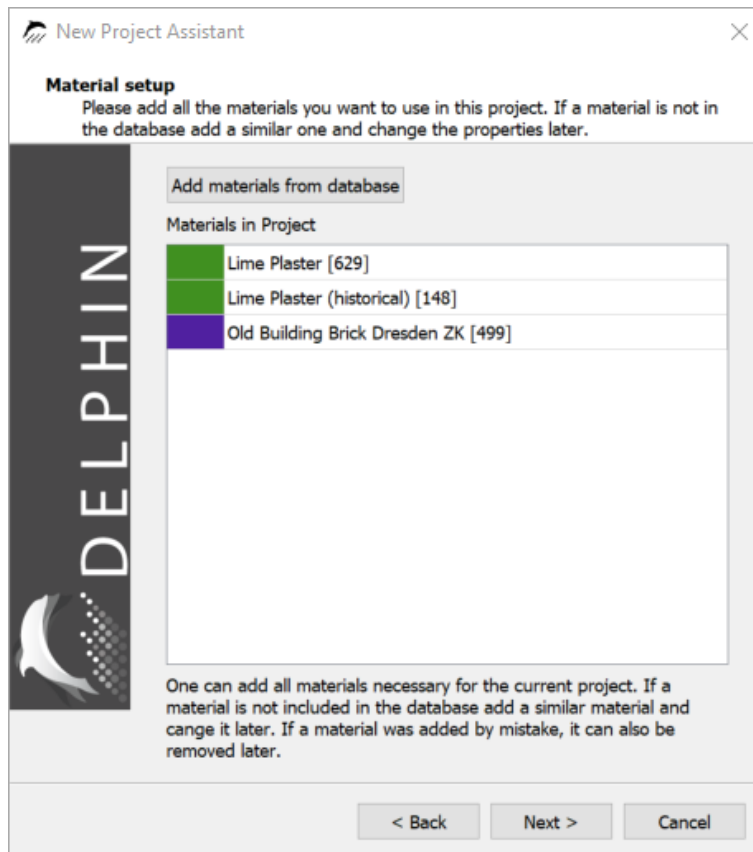 New Project Assistant
Material setup
Please add all the materials you want to use in this project. If a material is not in
the database add a similar one and change the properties later.
DELPHIN
Add materials from database
Materials in Project
Lime Plaster [629]
Lime Plaster (historical) [148]
Old Building Brick Dresden ZK [499]
One can add all materials necessary for the current project. If a
material is not included in the database add a similar material and
cange it later. If a material was added by mistake, it can also be
removed later.
< Back
Next >
Cancel